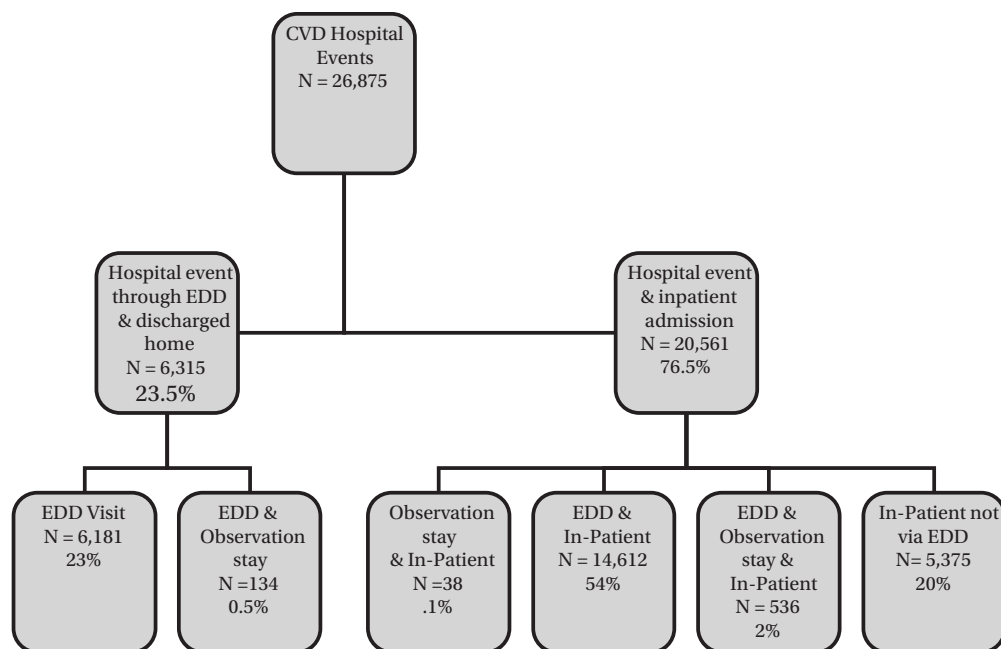 CVD Hospital
Events
N = 26,875
Hospital event
through EDD
& discharged
home
N = 6,315
23.5%
Hospital event
& inpatient
admission
N = 20,561
76.5%
EDD Visit
N = 6,181
23%
EDD &
Observation
stay
N =134
0.5%
Observation
stay
& In-Patient
N =38
.1%
EDD &
In-Patient
N = 14,612
54%
EDD &
Observation
stay &
In-Patient
N = 536
2%
In-Patient not
via EDD
N= 5,375
20%